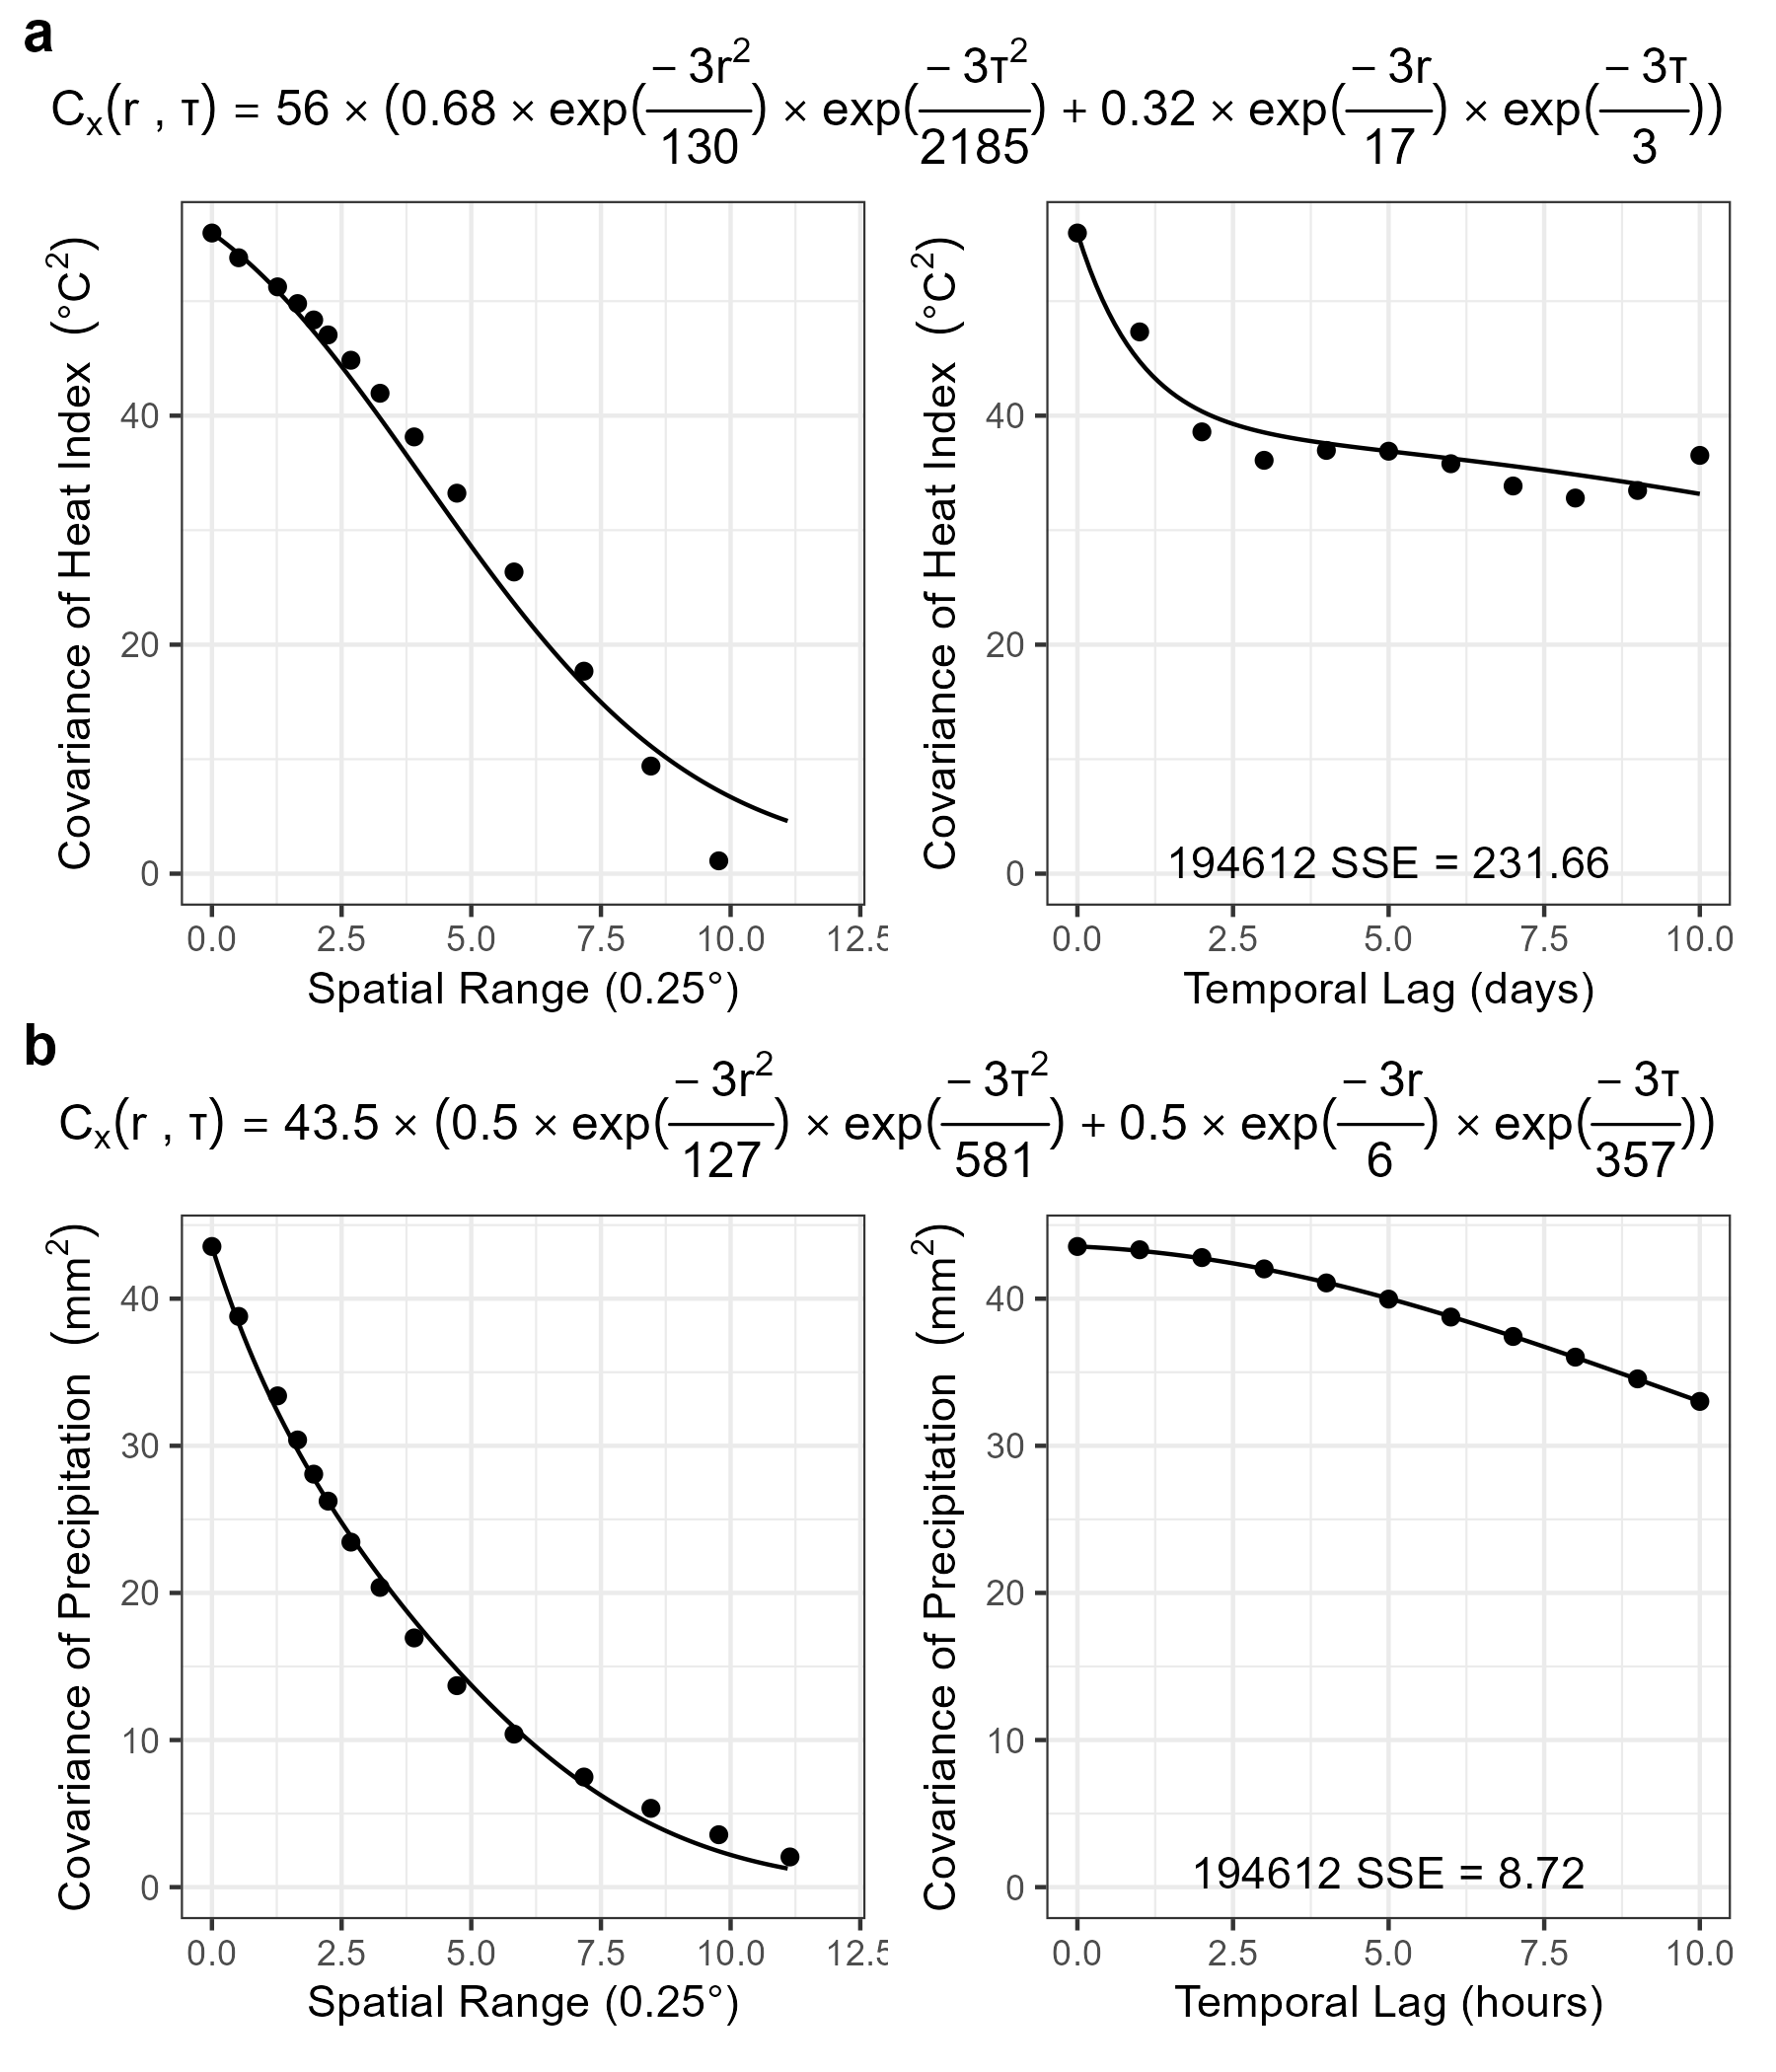 a
Cₓ(r , τ) = 56 × (0.68 × exp(−3r²/130) × exp(−3τ²/2185) + 0.32 × exp(−3r/17) × exp(−3τ/3))
Covariance of Heat Index (°C²)
40
20
0
0.0 2.5 5.0 7.5 10.0 12.5
Spatial Range (0.25°)
Covariance of Heat Index (°C²)
40
20
0
194612 SSE = 231.66
0.0 2.5 5.0 7.5 10.0
Temporal Lag (days)
b
Cₓ(r , τ) = 43.5 × (0.5 × exp(−3r²/127) × exp(−3τ²/581) + 0.5 × exp(−3r/6) × exp(−3τ/357))
Covariance of Precipitation (mm²)
40
30
20
10
0
0.0 2.5 5.0 7.5 10.0 12.5
Spatial Range (0.25°)
Covariance of Precipitation (mm²)
40
30
20
10
0
194612 SSE = 8.72
0.0 2.5 5.0 7.5 10.0
Temporal Lag (hours)